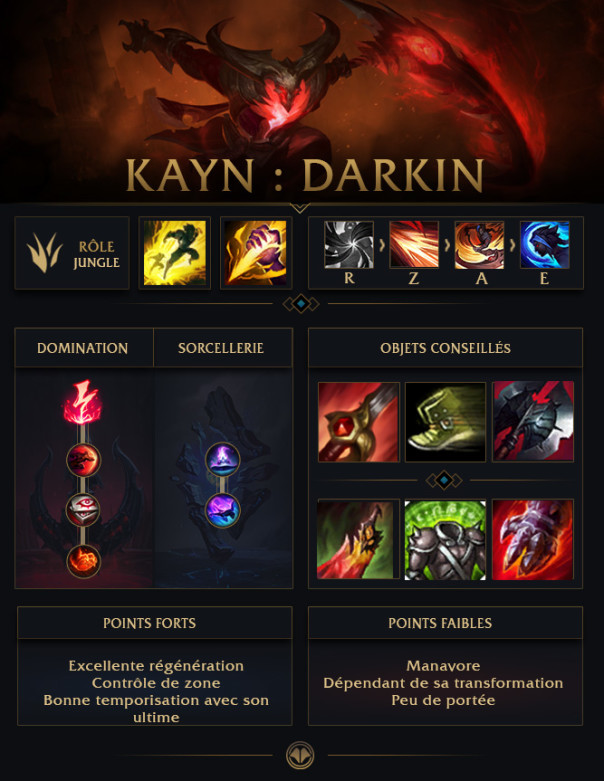 KAYN : DARKIN
RÔLE
JUNGLE
R
Z
A
E
DOMINATION
SORCELLERIE
OBJETS CONSEILLÉS
POINTS FORTS
Excellente régénération
Contrôle de zone
Bonne temporisation avec son
ultime
POINTS FAIBLES
Manavore
Dépendant de sa transformation
Peu de portée